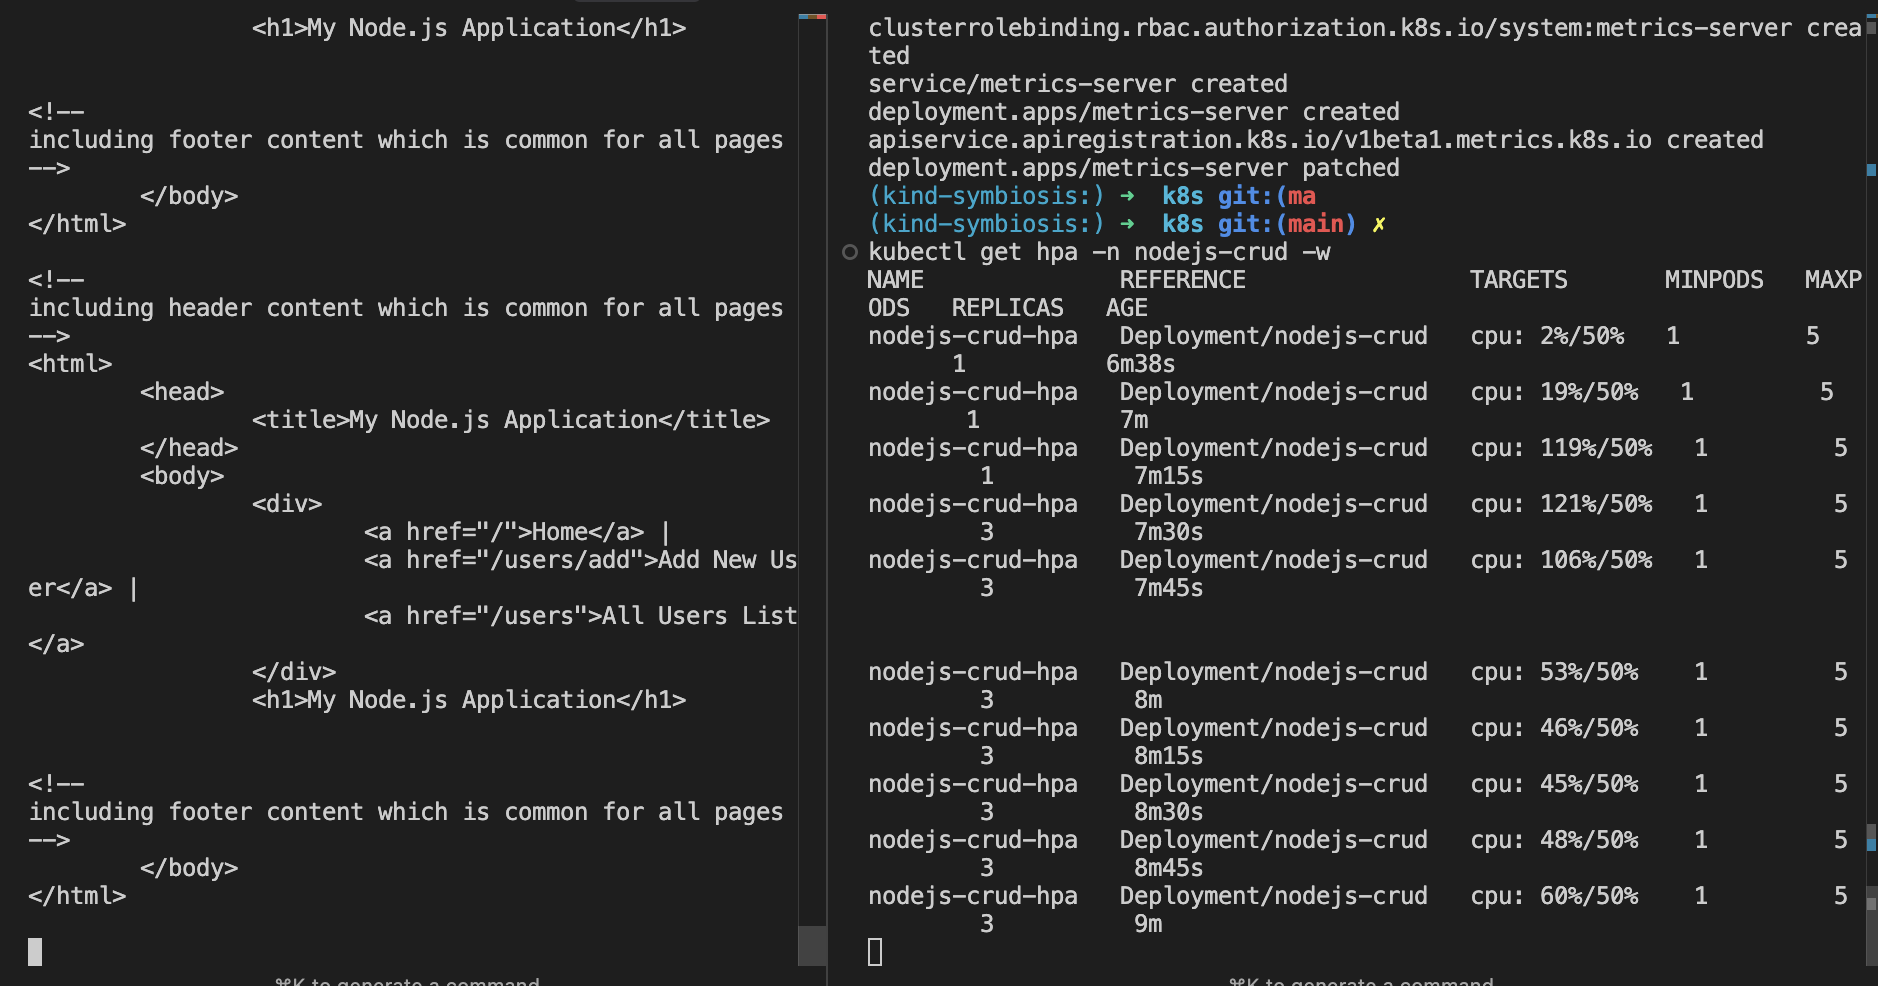 <h1>My Node.js Application</h1>
<!--
including footer content which is common for all pages
-->
</body>
</html>
<!--
including header content which is common for all pages
-->
<html>
<head>
<title>My Node.js Application</title>
</head>
<body>
<div>
<a href="/">Home</a> |
<a href="/users/add">Add New Us
er</a> |
<a href="/users">All Users List
</a>
</div>
<h1>My Node.js Application</h1>
<!--
including footer content which is common for all pages
-->
</body>
</html>
⌘K to generate a command
clusterrolebinding.rbac.authorization.k8s.io/system:metrics-server crea
ted
service/metrics-server created
deployment.apps/metrics-server created
apiservice.apiregistration.k8s.io/v1beta1.metrics.k8s.io created
deployment.apps/metrics-server patched
(kind-symbiosis:) ➜ k8s git:(ma
(kind-symbiosis:) ➜ k8s git:(main) ✗
kubectl get hpa -n nodejs-crud -w
NAME REFERENCE TARGETS MINPODS MAXP
ODS REPLICAS AGE
nodejs-crud-hpa Deployment/nodejs-crud cpu: 2%/50% 1 5
1 6m38s
nodejs-crud-hpa Deployment/nodejs-crud cpu: 19%/50% 1 5
1 7m
nodejs-crud-hpa Deployment/nodejs-crud cpu: 119%/50% 1 5
1 7m15s
nodejs-crud-hpa Deployment/nodejs-crud cpu: 121%/50% 1 5
3 7m30s
nodejs-crud-hpa Deployment/nodejs-crud cpu: 106%/50% 1 5
3 7m45s
nodejs-crud-hpa Deployment/nodejs-crud cpu: 53%/50% 1 5
3 8m
nodejs-crud-hpa Deployment/nodejs-crud cpu: 46%/50% 1 5
3 8m15s
nodejs-crud-hpa Deployment/nodejs-crud cpu: 45%/50% 1 5
3 8m30s
nodejs-crud-hpa Deployment/nodejs-crud cpu: 48%/50% 1 5
3 8m45s
nodejs-crud-hpa Deployment/nodejs-crud cpu: 60%/50% 1 5
3 9m
⌘K to generate a command